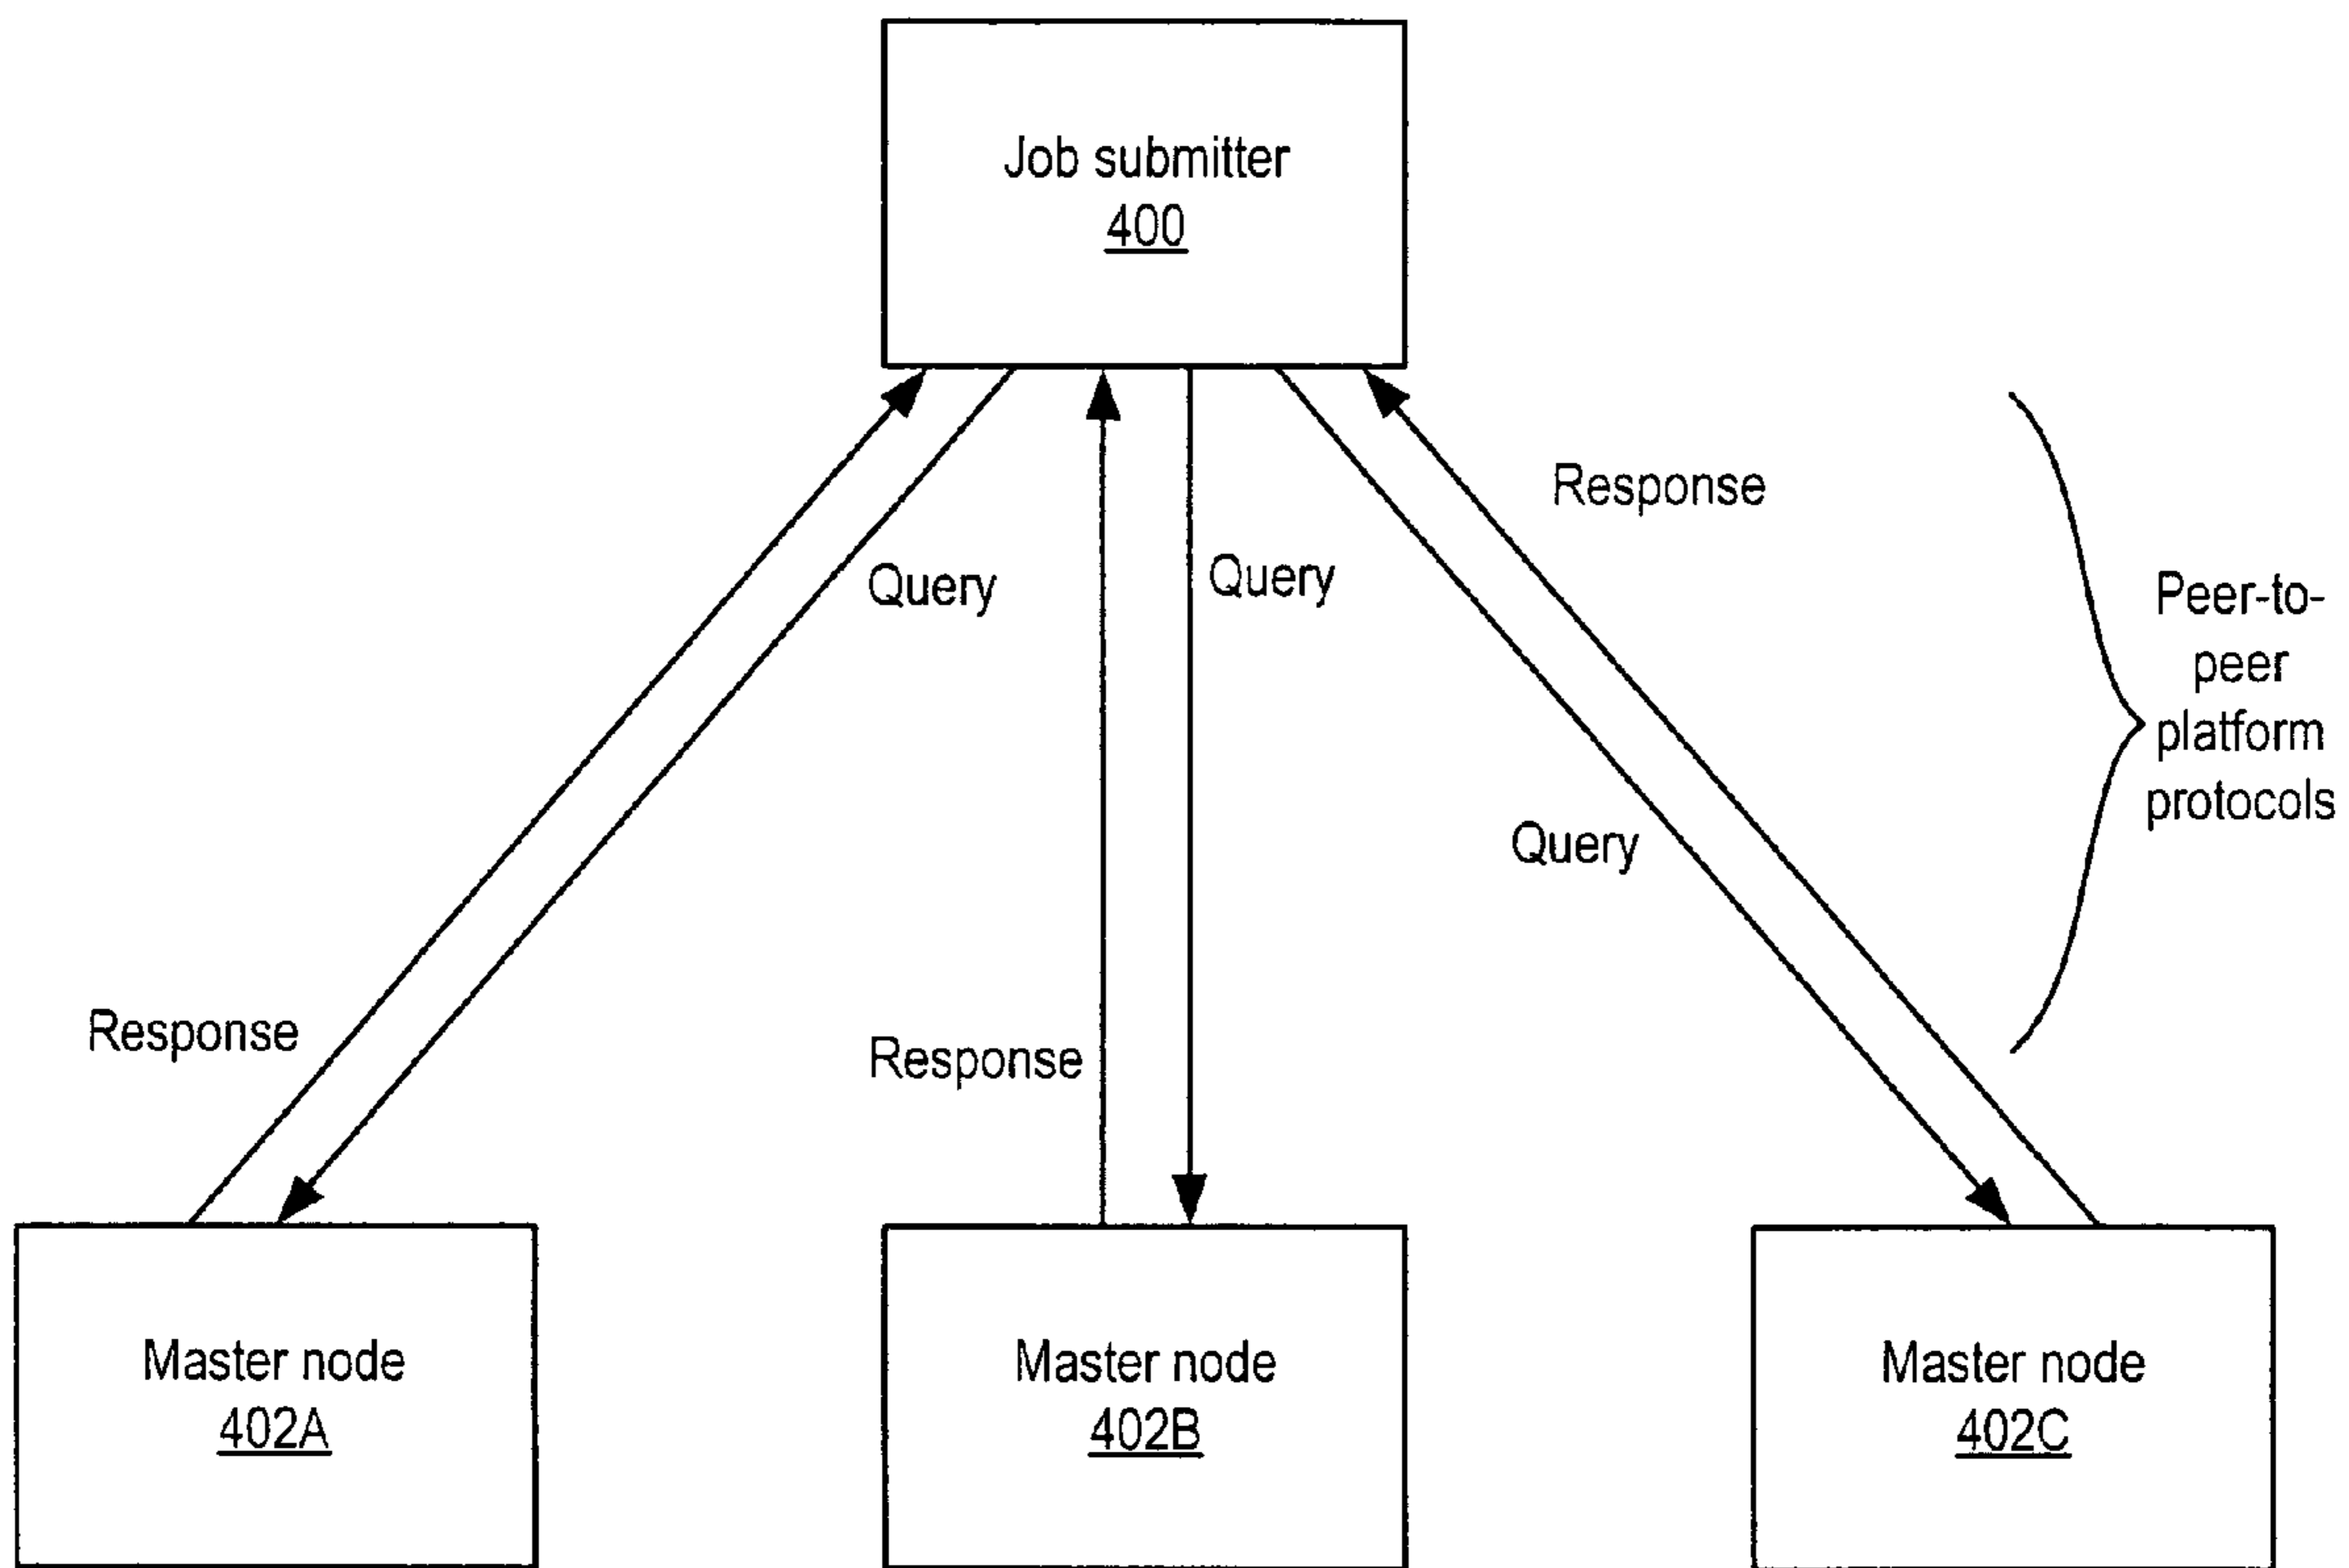 Job submitter
400
Response
Query
Query
Peer-to-
peer
platform
protocols
Query
Response
Response
Master node
402A
Master node
402B
Master node
402C